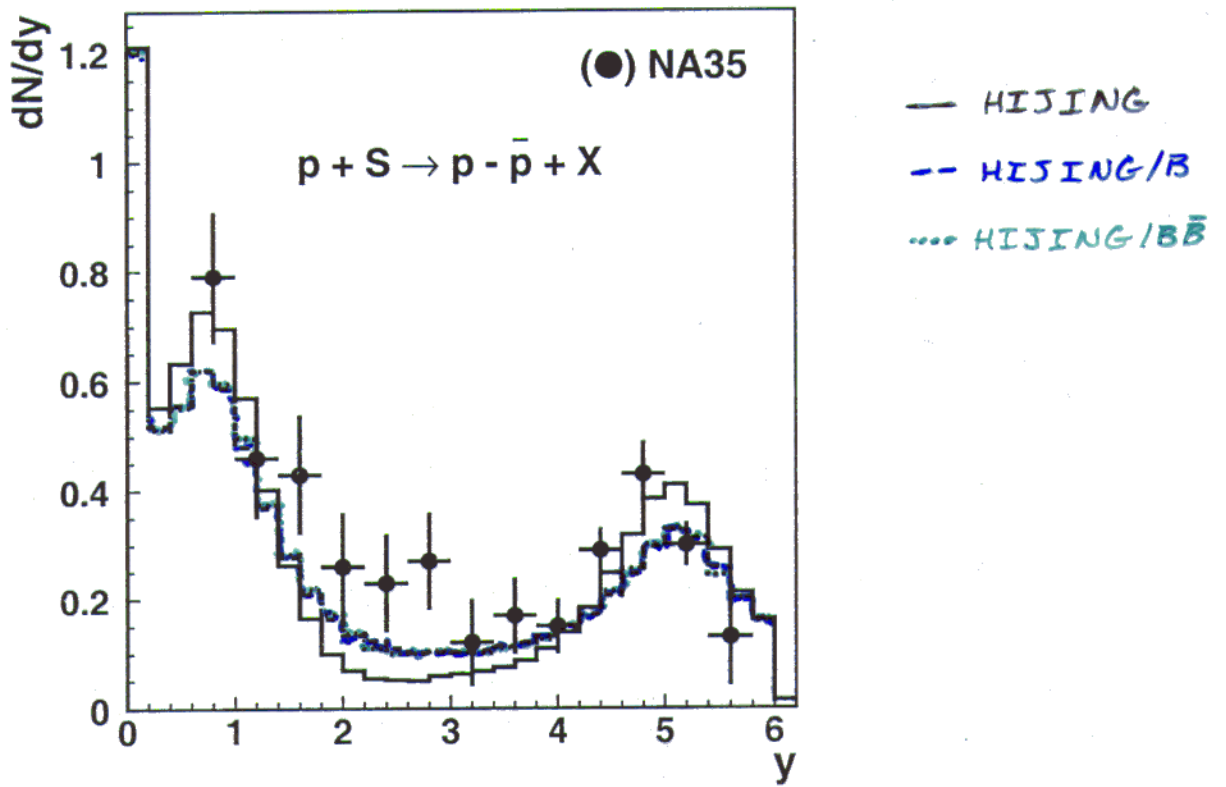 dN/dy
1.2
1
0.8
0.6
0.4
0.2
0
0 1 2 3 4 5 6
y
(●) NA35
p + S → p - p̄ + X
HIJING
HIJING/B
HIJING/BB̄